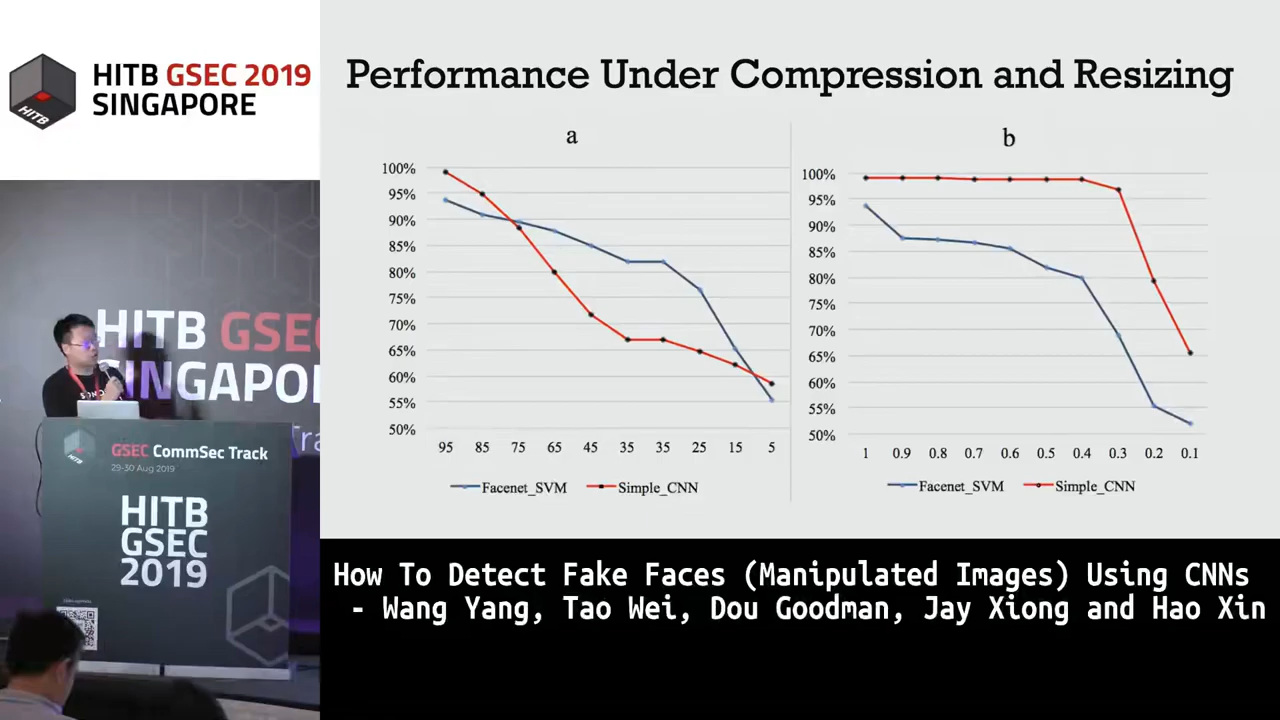 HITB GSEC 2019
SINGAPORE
HITB
HITB GSEC
SINGAPOR
GSEC CommSec Track
29-30 Aug 2019
HITB
HITB
GSEC
2019
Performance Under Compression and Resizing
a
100%
95%
90%
85%
80%
75%
70%
65%
60%
55%
50%
95 85 75 65 45 35 35 25 15 5
Facenet_SVM Simple_CNN
b
100%
95%
90%
85%
80%
75%
70%
65%
60%
55%
50%
1 0.9 0.8 0.7 0.6 0.5 0.4 0.3 0.2 0.1
Facenet_SVM Simple_CNN
How To Detect Fake Faces (Manipulated Images) Using CNNs
- Wang Yang, Tao Wei, Dou Goodman, Jay Xiong and Hao Xin